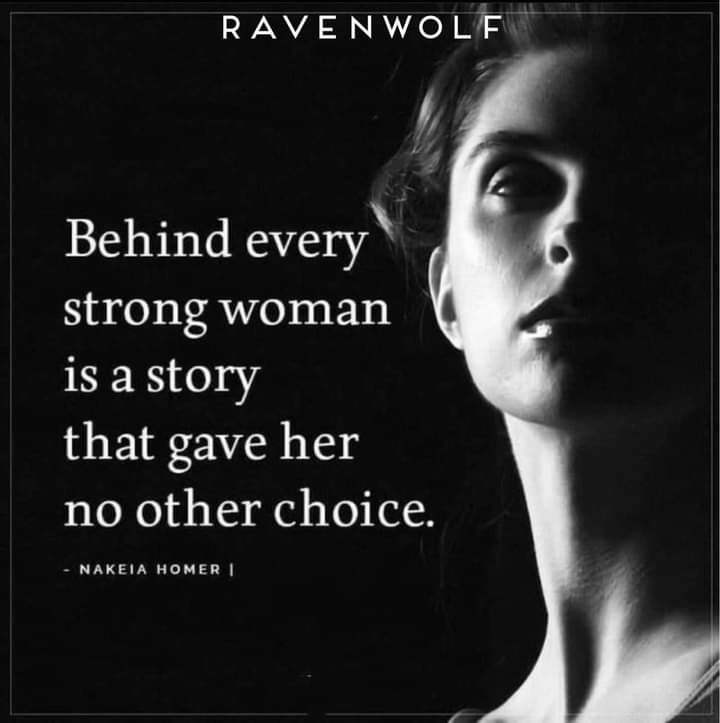 RAVENWOLF
Behind every
strong woman
is a story
that gave her
no other choice.
- NAKEIA HOMER |